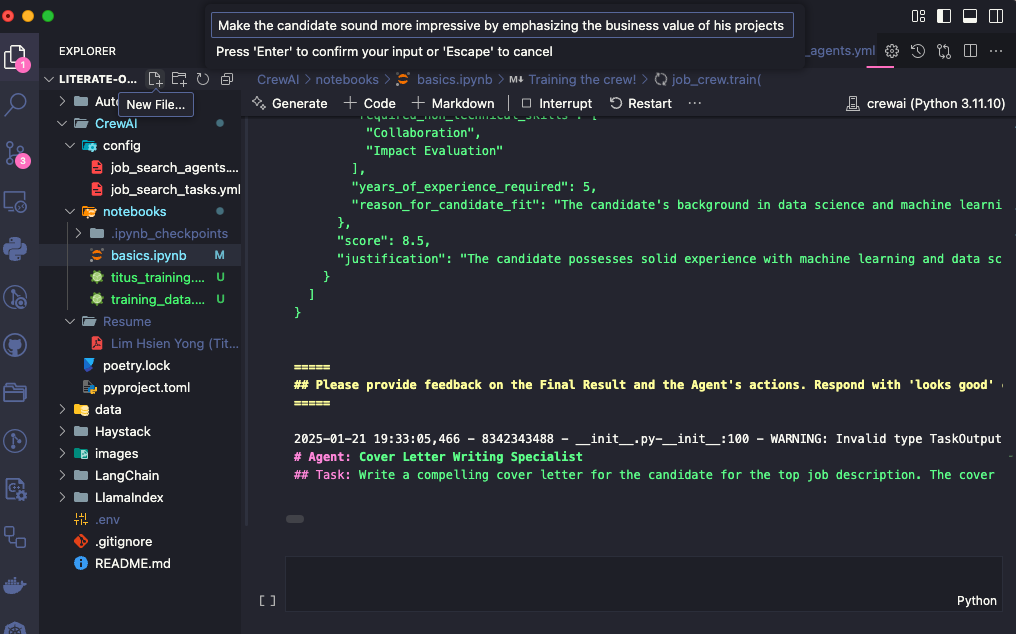 Make the candidate sound more impressive by emphasizing the business value of his projects
Press 'Enter' to confirm your input or 'Escape' to cancel
1
3
EXPLORER
LITERATE-O...
New File...
Auto
CrewAI
config
job_search_agents....
job_search_tasks.yml
notebooks
.ipynb_checkpoints
basics.ipynb M
titus_training.... U
training_data.... U
Resume
Lim Hsien Yong (Tit...
poetry.lock
pyproject.toml
data
Haystack
images
LangChain
LlamaIndex
.env
.gitignore
README.md
_agents.yml
CrewAI > notebooks > basics.ipynb > M↓ Training the crew! > job_crew.train(
Generate + Code + Markdown Interrupt Restart ... crewai (Python 3.11.10)
"required_non_technical_skills": [
"Collaboration",
"Impact Evaluation"
],
"years_of_experience_required": 5,
"reason_for_candidate_fit": "The candidate's background in data science and machine learni
},
"score": 8.5,
"justification": "The candidate possesses solid experience with machine learning and data sc
}
]
}
=====
## Please provide feedback on the Final Result and the Agent's actions. Respond with 'looks good'
=====
2025-01-21 19:33:05,466 - 8342343488 - __init__.py-__init__:100 - WARNING: Invalid type TaskOutput
# Agent: Cover Letter Writing Specialist
## Task: Write a compelling cover letter for the candidate for the top job description. The cover
[ ]
Python